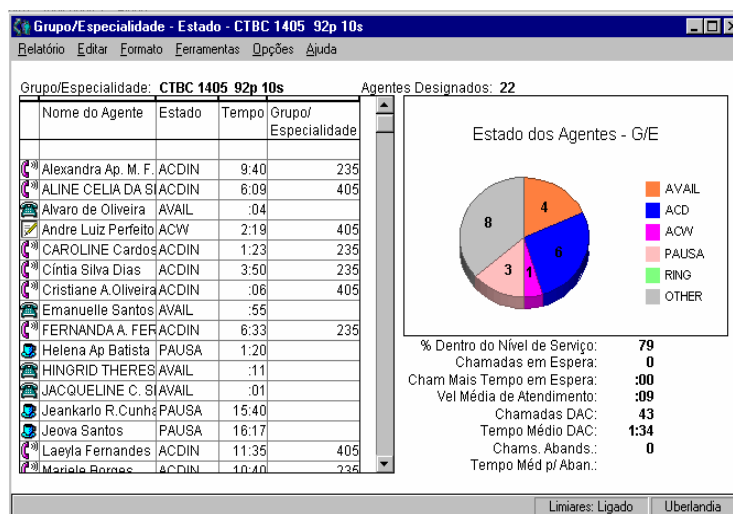 Grupo/Especialidade - Estado - CTBC 1405 92p 10s
Relatório Editar Formato Ferramentas Opções Ajuda
Grupo/Especialidade: CTBC 1405 92p 10s Agentes Designados: 22
Nome do Agente Estado Tempo Grupo/
Especialidade
Alexandra Ap. M. F. ACDIN 9:40 235
ALINE CELIA DA SI ACDIN 6:09 405
Alvaro de Oliveira AVAIL :04
Andre Luiz Perfeito ACW 2:19 405
CAROLINE Cardos ACDIN 1:23 235
Cíntia Silva Dias ACDIN 3:50 235
Cristiane A.Oliveira ACDIN :06 405
Emanuelle Santos AVAIL :55
FERNANDA A. FER ACDIN 6:33 235
Helena Ap Batista PAUSA 1:20
HINGRID THERES AVAIL :11
JACQUELINE C. SI AVAIL :01
Jeankarlo R.Cunha PAUSA 15:40
Jeova Santos PAUSA 16:17
Laeyla Fernandes ACDIN 11:35 405
Mariele Borges ACDIN 10:40 235
Estado dos Agentes - G/E
4
6
1
3
8
AVAIL
ACD
ACW
PAUSA
RING
OTHER
% Dentro do Nível de Serviço: 79
Chamadas em Espera: 0
Cham Mais Tempo em Espera: :00
Vel Média de Atendimento: :09
Chamadas DAC: 43
Tempo Médio DAC: 1:34
Chams. Abands.: 0
Tempo Méd p/ Aban.:
Limiares: Ligado Uberlandia